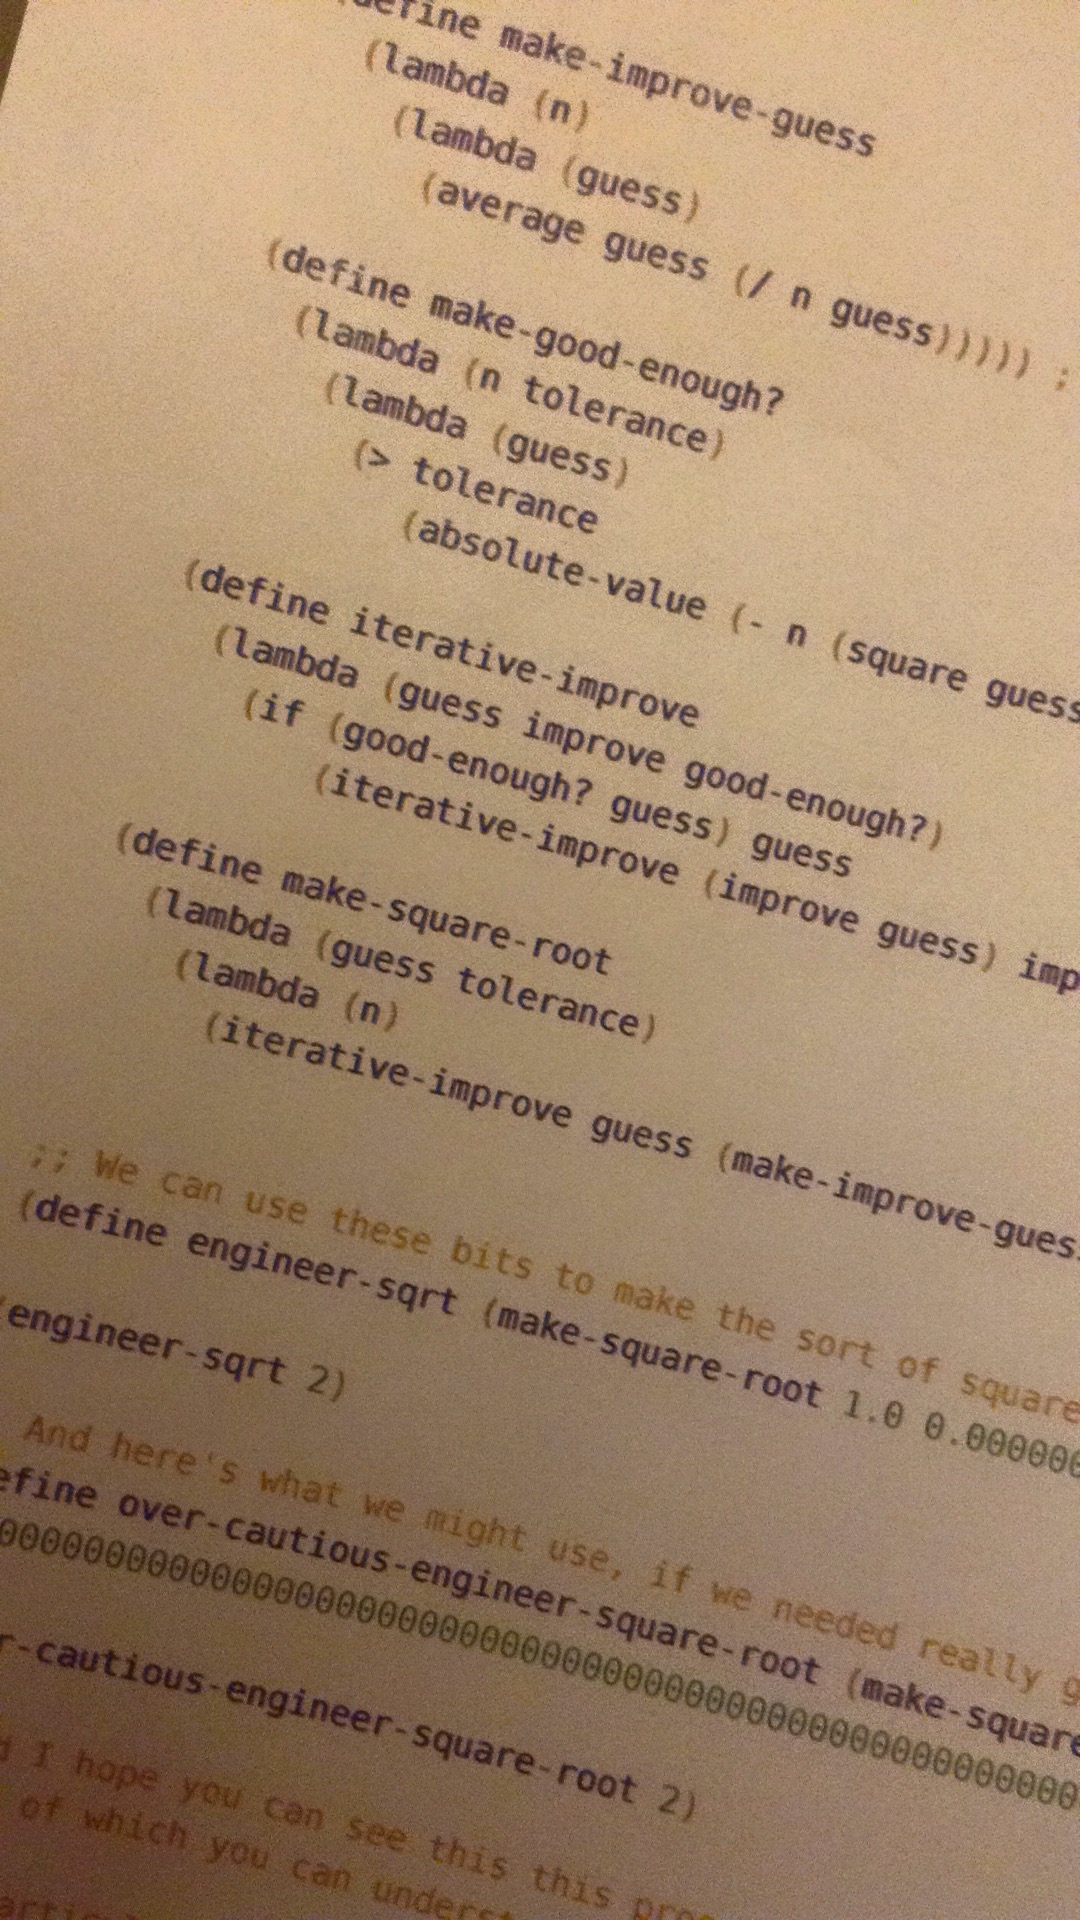 define make-improve-guess
(lambda (n)
(lambda (guess)
(average guess (/ n guess))))) ;
(define make-good-enough?
(lambda (n tolerance)
(lambda (guess)
(> tolerance
(absolute-value (- n (square guess
(define iterative-improve
(lambda (guess improve good-enough?)
(if (good-enough? guess) guess
(iterative-improve (improve guess) imp
(define make-square-root
(lambda (guess tolerance)
(lambda (n)
(iterative-improve guess (make-improve-gues
;; We can use these bits to make the sort of square
(define engineer-sqrt (make-square-root 1.0 0.000000
(engineer-sqrt 2)
And here's what we might use, if we needed really g
efine over-cautious-engineer-square-root (make-square
r-cautious-engineer-square-root 2)
d I hope you can see this this pro
of which you can underst